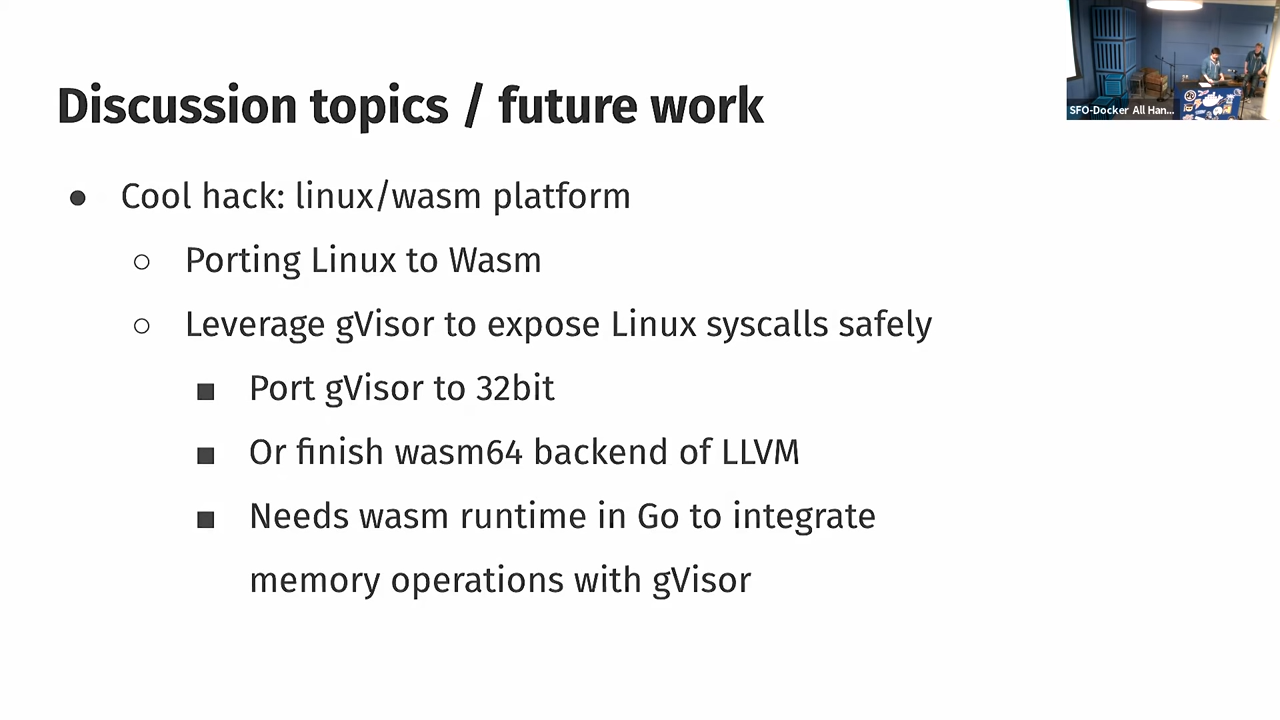 Discussion topics / future work
SFO-Docker All Han...
● Cool hack: linux/wasm platform
○ Porting Linux to Wasm
○ Leverage gVisor to expose Linux syscalls safely
■ Port gVisor to 32bit
■ Or finish wasm64 backend of LLVM
■ Needs wasm runtime in Go to integrate
memory operations with gVisor